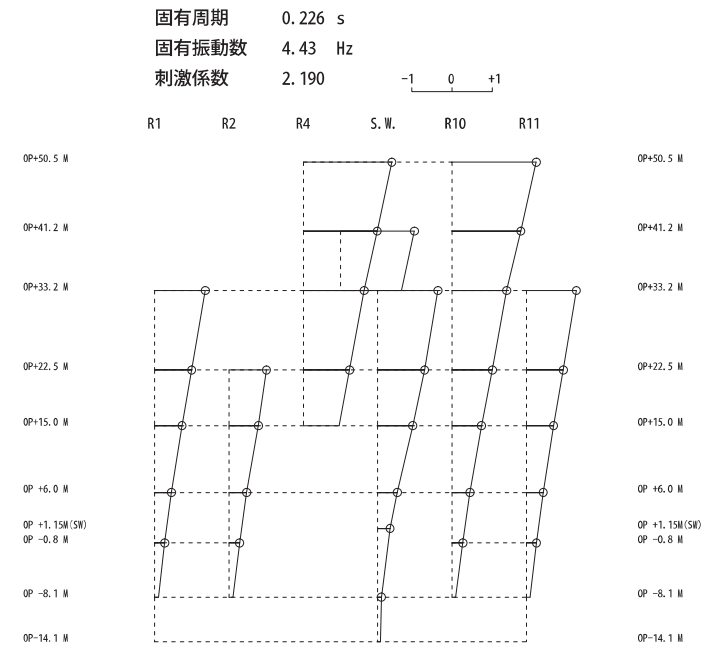 固有周期 0.226 s
固有振動数 4.43 Hz
刺激係数 2.190
-1 0 +1
R1 R2 R4 S.W. R10 R11
OP+50.5 M OP+50.5 M
OP+41.2 M OP+41.2 M
OP+33.2 M OP+33.2 M
OP+22.5 M OP+22.5 M
OP+15.0 M OP+15.0 M
OP +6.0 M OP +6.0 M
OP +1.15M(SW) OP +1.15M(SW)
OP -0.8 M OP -0.8 M
OP -8.1 M OP -8.1 M
OP-14.1 M OP-14.1 M